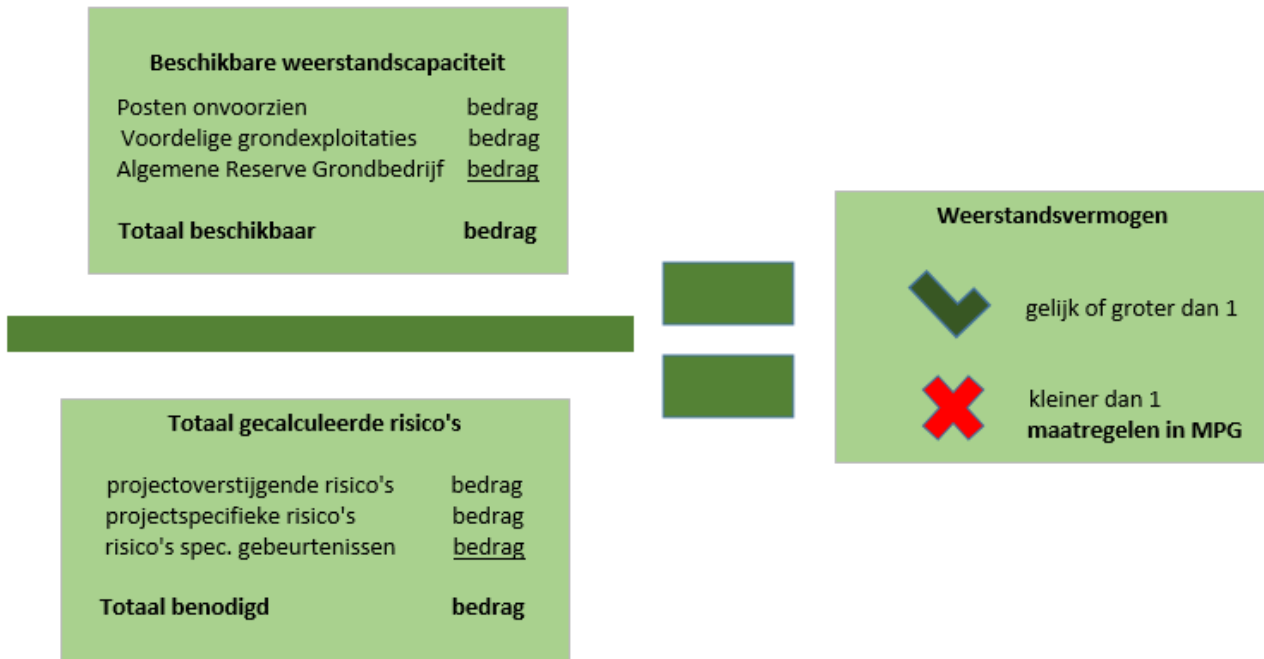 Beschikbare weerstandscapaciteit
Posten onvoorzien bedrag
Voordelige grondexploitaties bedrag
Algemene Reserve Grondbedrijf bedrag
Totaal beschikbaar bedrag
Totaal gecalculeerde risico's
projectoverstijgende risico's bedrag
projectspecifieke risico's bedrag
risico's spec. gebeurtenissen bedrag
Totaal benodigd bedrag
Weerstandsvermogen
gelijk of groter dan 1
kleiner dan 1
maatregelen in MPG